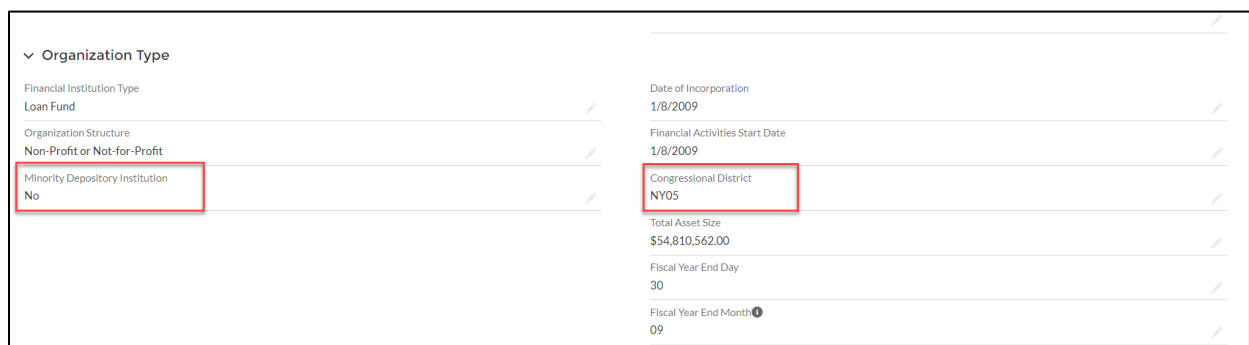 Organization Type
Financial Institution Type
Loan Fund
Organization Structure
Non-Profit or Not-for-Profit
Minority Depository Institution
No
Date of Incorporation
1/8/2009
Financial Activities Start Date
1/8/2009
Congressional District
NY05
Total Asset Size
$54,810,562.00
Fiscal Year End Day
30
Fiscal Year End Month
09